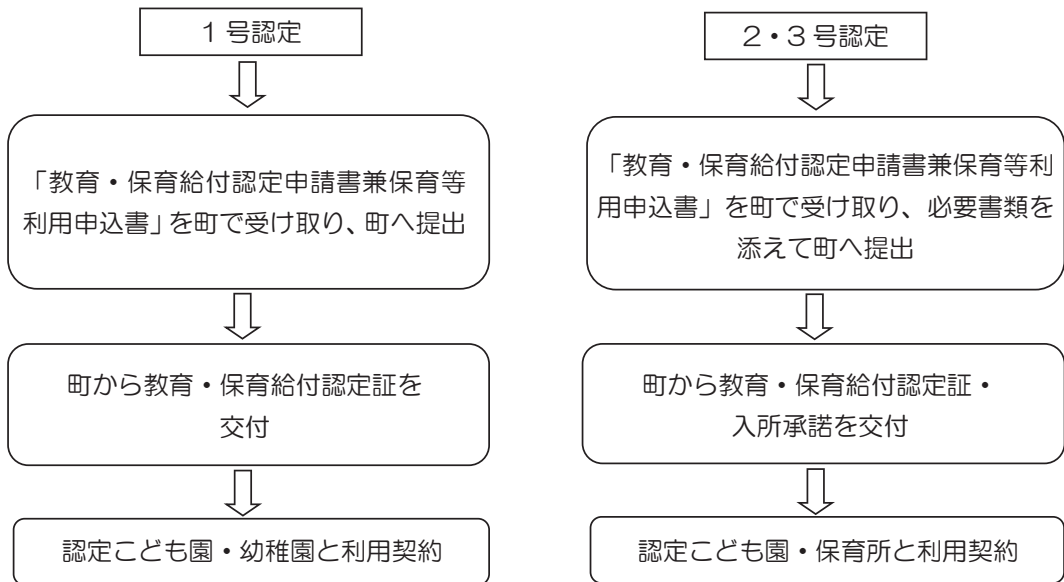 1号認定
「教育・保育給付認定申請書兼保育等
利用申込書」を町で受け取り、町へ提出
町から教育・保育給付認定証を
交付
認定こども園・幼稚園と利用契約
2・3号認定
「教育・保育給付認定申請書兼保育等利
用申込書」を町で受け取り、必要書類を
添えて町へ提出
町から教育・保育給付認定証・
入所承諾を交付
認定こども園・保育所と利用契約